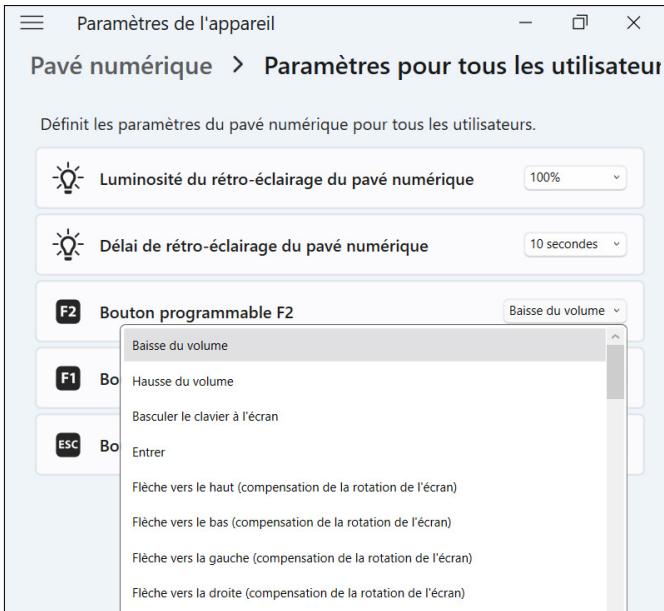 Paramètres de l'appareil
Pavé numérique > Paramètres pour tous les utilisateur
Définit les paramètres du pavé numérique pour tous les utilisateurs.
Luminosité du rétro-éclairage du pavé numérique 100%
Délai de rétro-éclairage du pavé numérique 10 secondes
F2 Bouton programmable F2 Baisse du volume
Baisse du volume
F1 Bo
Hausse du volume
Basculer le clavier à l'écran
ESC Bo
Entrer
Flèche vers le haut (compensation de la rotation de l'écran)
Flèche vers le bas (compensation de la rotation de l'écran)
Flèche vers la gauche (compensation de la rotation de l'écran)
Flèche vers la droite (compensation de la rotation de l'écran)